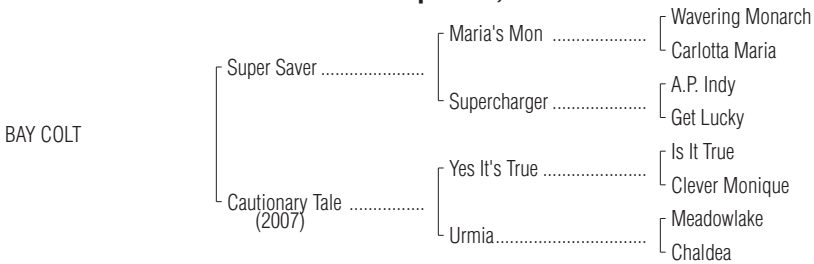 Wavering Monarch
Maria's Mon ....................
Carlotta Maria
Super Saver ......................
A.P. Indy
Supercharger ....................
Get Lucky
BAY COLT
Is It True
Yes It's True ......................
Clever Monique
Cautionary Tale ................
(2007)
Meadowlake
Urmia................................
Chaldea